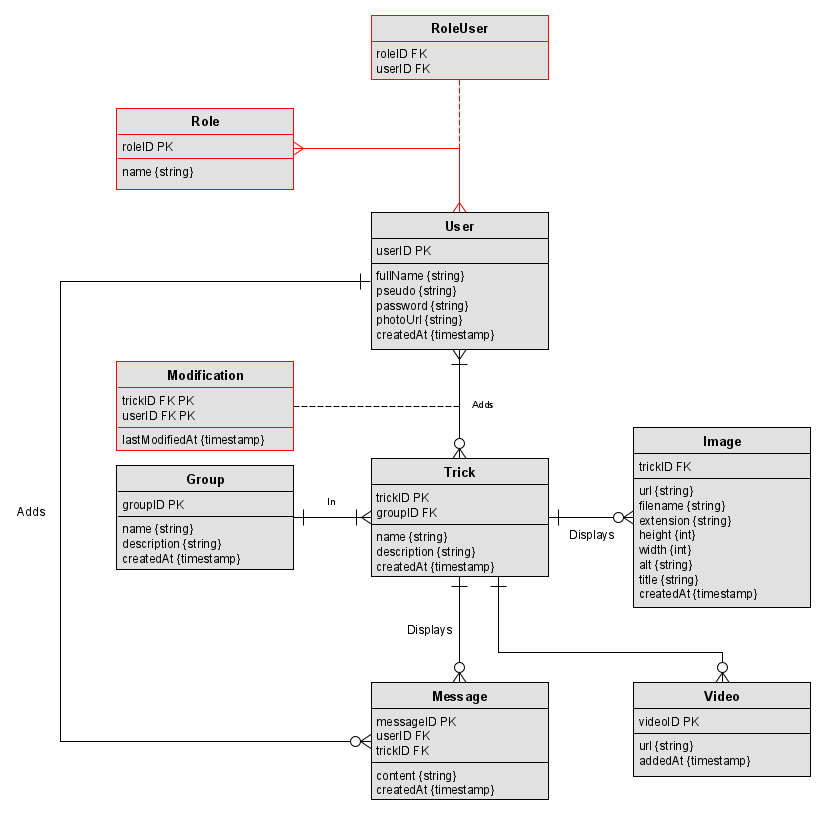 RoleUser
roleID FK
userID FK
Role
roleID PK
name {string}
User
userID PK
fullName {string}
pseudo {string}
password {string}
photoUrl {string}
createdAt {timestamp}
Modification
trickID FK PK
userID FK PK
lastModifiedAt {timestamp}
Adds
Group
groupID PK
name {string}
description {string}
createdAt {timestamp}
In
Trick
trickID PK
groupID FK
name {string}
description {string}
createdAt {timestamp}
Displays
Image
trickID FK
url {string}
filename {string}
extension {string}
height {int}
width {int}
alt {string}
title {string}
createdAt {timestamp}
Adds
Displays
Message
messageID PK
userID FK
trickID FK
content {string}
createdAt {timestamp}
Video
videoID PK
url {string}
addedAt {timestamp}